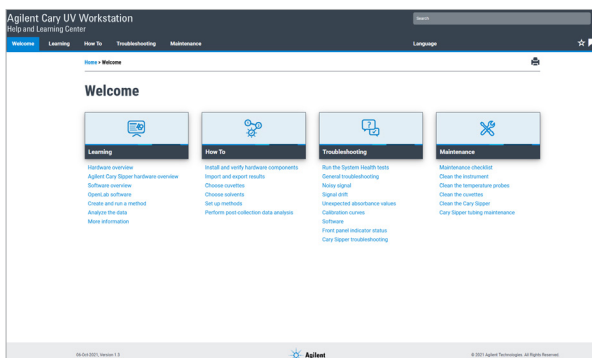 Agilent Cary UV Workstation
Help and Learning Center
Search
Welcome Learning How To Troubleshooting Maintenance Language
Home » Welcome
Welcome
Learning
Hardware overview
Agilent Cary Sipper hardware overview
Software overview
OpenLab software
Create and run a method
Analyze the data
More information
How To
Install and verify hardware components
Import and export results
Choose cuvettes
Choose solvents
Set up methods
Perform post-collection data analysis
Troubleshooting
Run the System Health tests
General troubleshooting
Noisy signal
Signal drift
Unexpected absorbance values
Calibration curves
Software
Front panel indicator status
Cary Sipper troubleshooting
Maintenance
Maintenance checklist
Clean the instrument
Clean the temperature probes
Clean the cuvettes
Clean the Cary Sipper
Cary Sipper tubing maintenance
06-Oct-2021, Version 1.3
Agilent
© 2021 Agilent Technologies. All Rights Reserved.